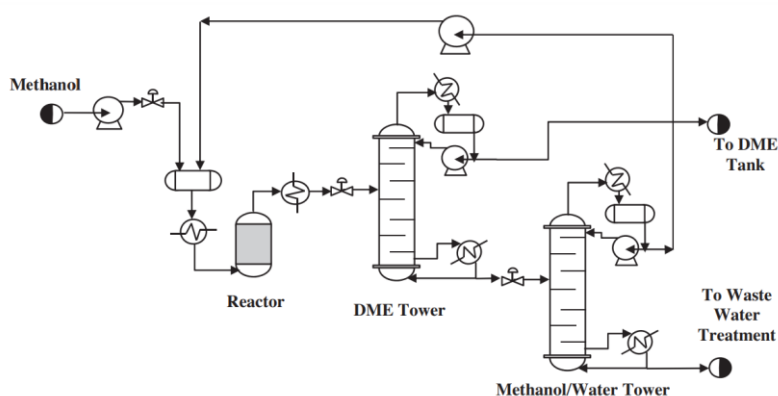 Methanol
To DME
Tank
Reactor
DME Tower
To Waste
Water
Treatment
Methanol/Water Tower